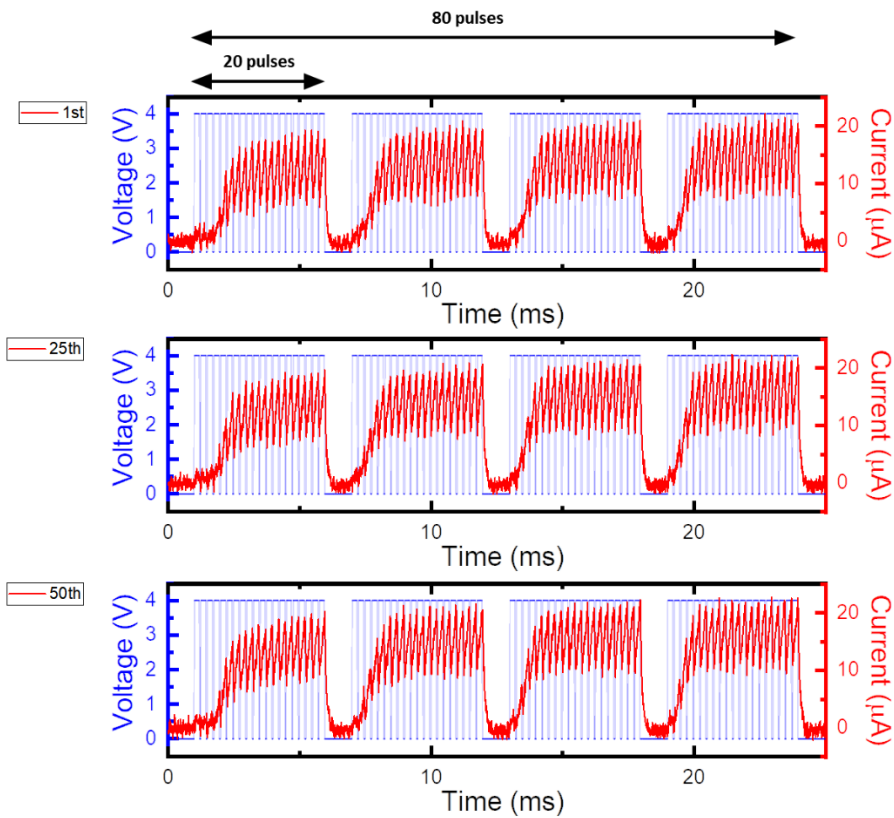 80 pulses
20 pulses
1st
Voltage (V)
4
3
2
1
0
Current (μA)
20
10
0
0
10
20
Time (ms)
25th
Voltage (V)
4
3
2
1
0
Current (μA)
20
10
0
0
10
20
Time (ms)
50th
Voltage (V)
4
3
2
1
0
Current (μA)
20
10
0
0
10
20
Time (ms)